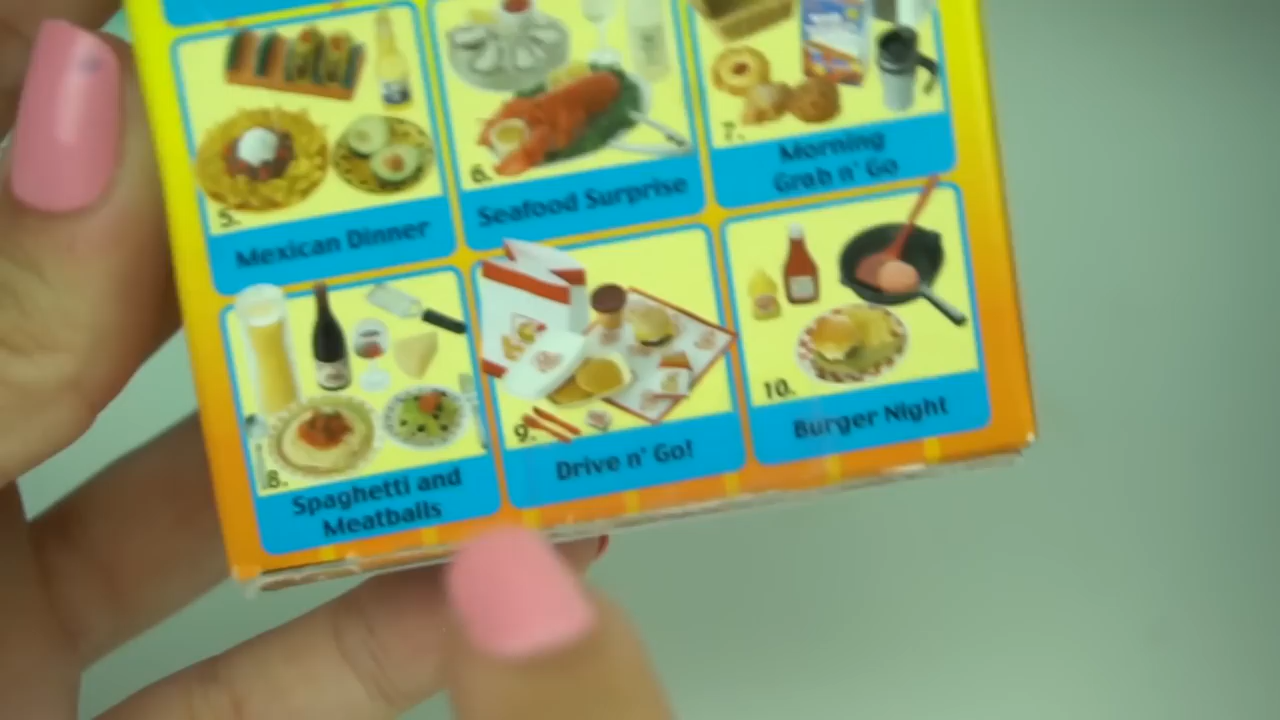 5.
Mexican Dinner
6.
Seafood Surprise
7.
Morning
Grab n' Go
8.
Spaghetti and
Meatballs
9.
Drive n' Go!
10.
Burger Night